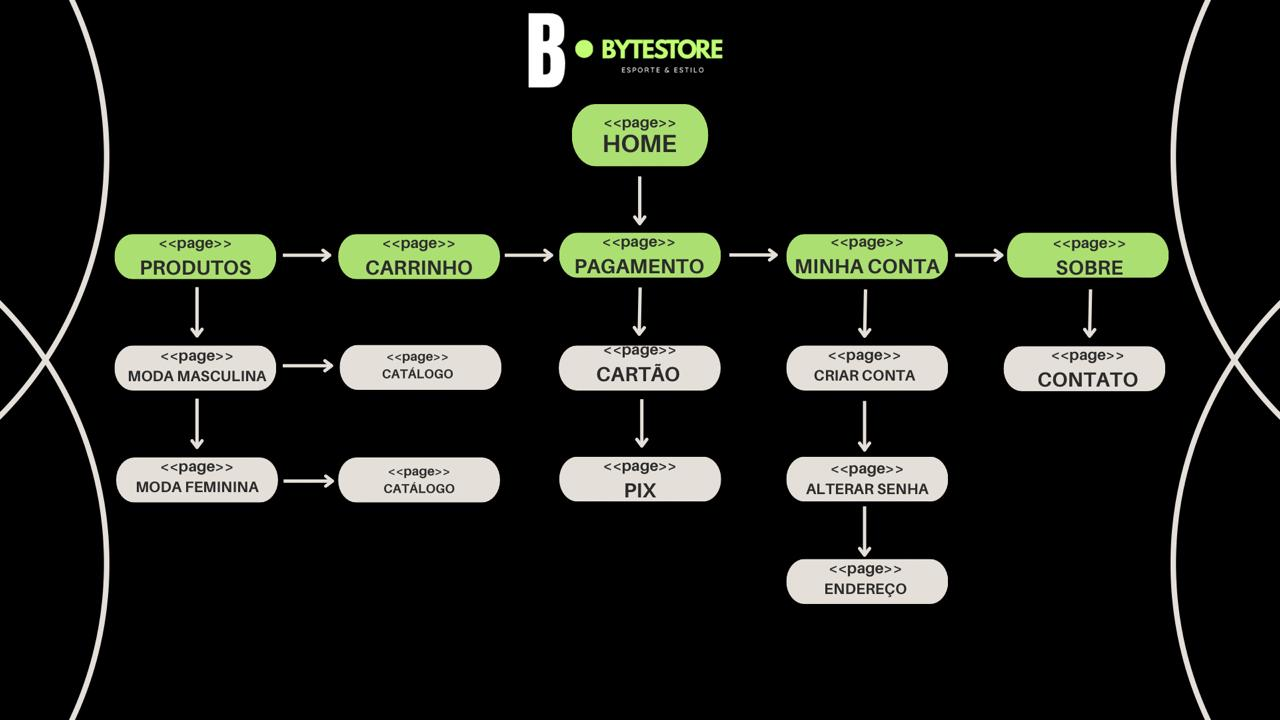 B
BYTESTORE
ESPORTE & ESTILO
<<page>>
HOME
<<page>>
PRODUTOS
<<page>>
CARRINHO
<<page>>
PAGAMENTO
<<page>>
MINHA CONTA
<<page>>
SOBRE
<<page>>
MODA MASCULINA
<<page>>
CATÁLOGO
<<page>>
CARTÃO
<<page>>
CRIAR CONTA
<<page>>
CONTATO
<<page>>
MODA FEMININA
<<page>>
CATÁLOGO
<<page>>
PIX
<<page>>
ALTERAR SENHA
<<page>>
ENDEREÇO